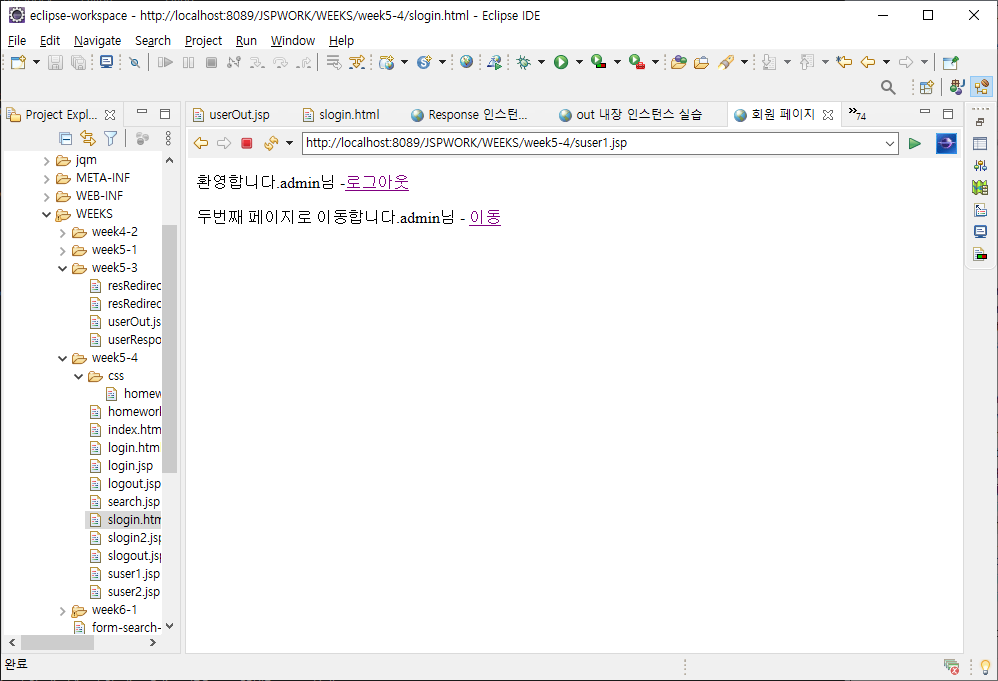 eclipse-workspace - http://localhost:8089/JSPWORK/WEEKS/week5-4/slogin.html - Eclipse IDE
File Edit Navigate Search Project Run Window Help
Project Expl...
userOut.jsp slogin.html Response 인스턴... out 내장 인스턴스 실습 회원 페이지 »74
http://localhost:8089/JSPWORK/WEEKS/week5-4/suser1.jsp
환영합니다.admin님 -로그아웃
두번째 페이지로 이동합니다.admin님 - 이동
jqm
META-INF
WEB-INF
WEEKS
week4-2
week5-1
week5-3
resRedirec
resRedirec
userOut.js
userRespo
week5-4
css
homew
homework
index.htm
login.htm
login.jsp
logout.jsp
search.jsp
slogin.htm
slogin2.jsp
slogout.jsp
suser1.jsp
suser2.jsp
week6-1
form-search-
완료